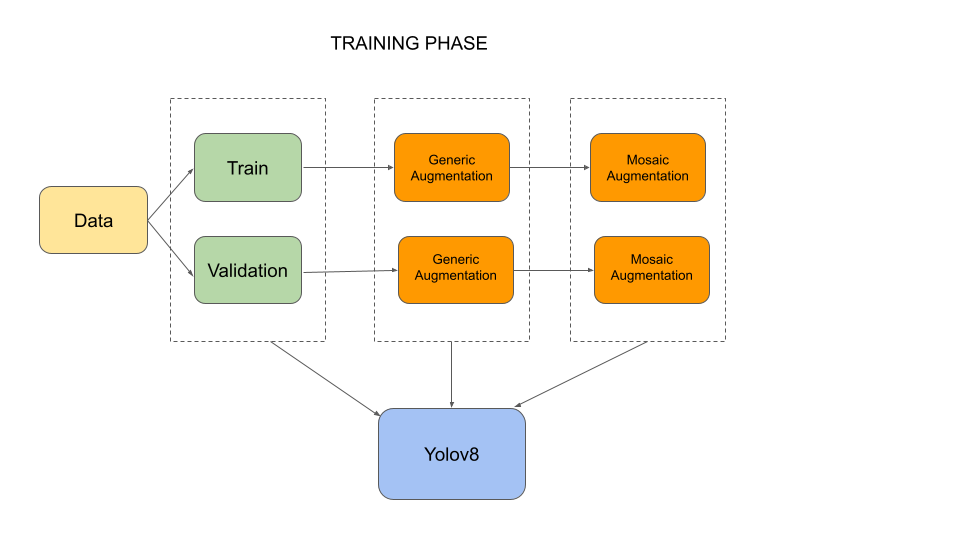 TRAINING PHASE
Train
Generic
Augmentation
Mosaic
Augmentation
Data
Validation
Generic
Augmentation
Mosaic
Augmentation
Yolov8